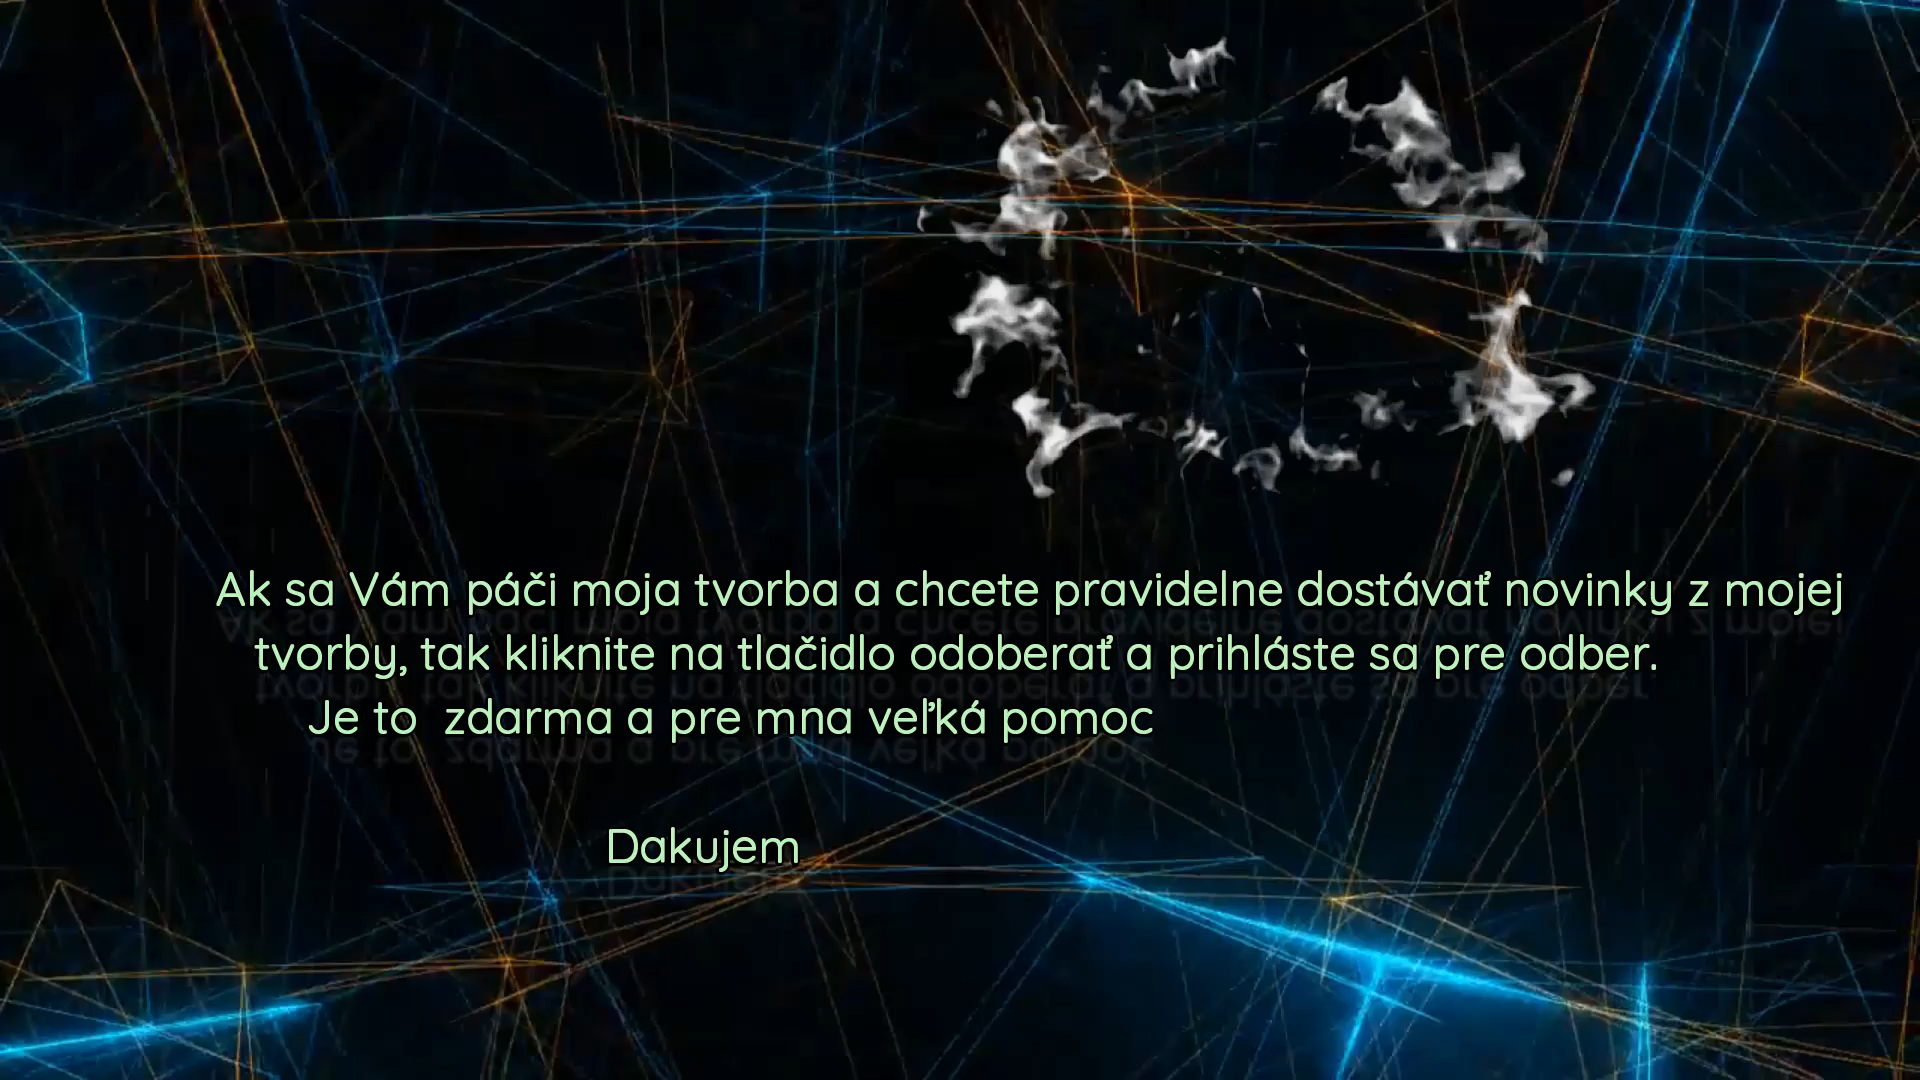 Ak sa Vám páči moja tvorba a chcete pravidelne dostávať novinky z mojej
tvorby, tak kliknite na tlačidlo odoberať a prihláste sa pre odber.
Je to zdarma a pre mna veľká pomoc
Dakujem